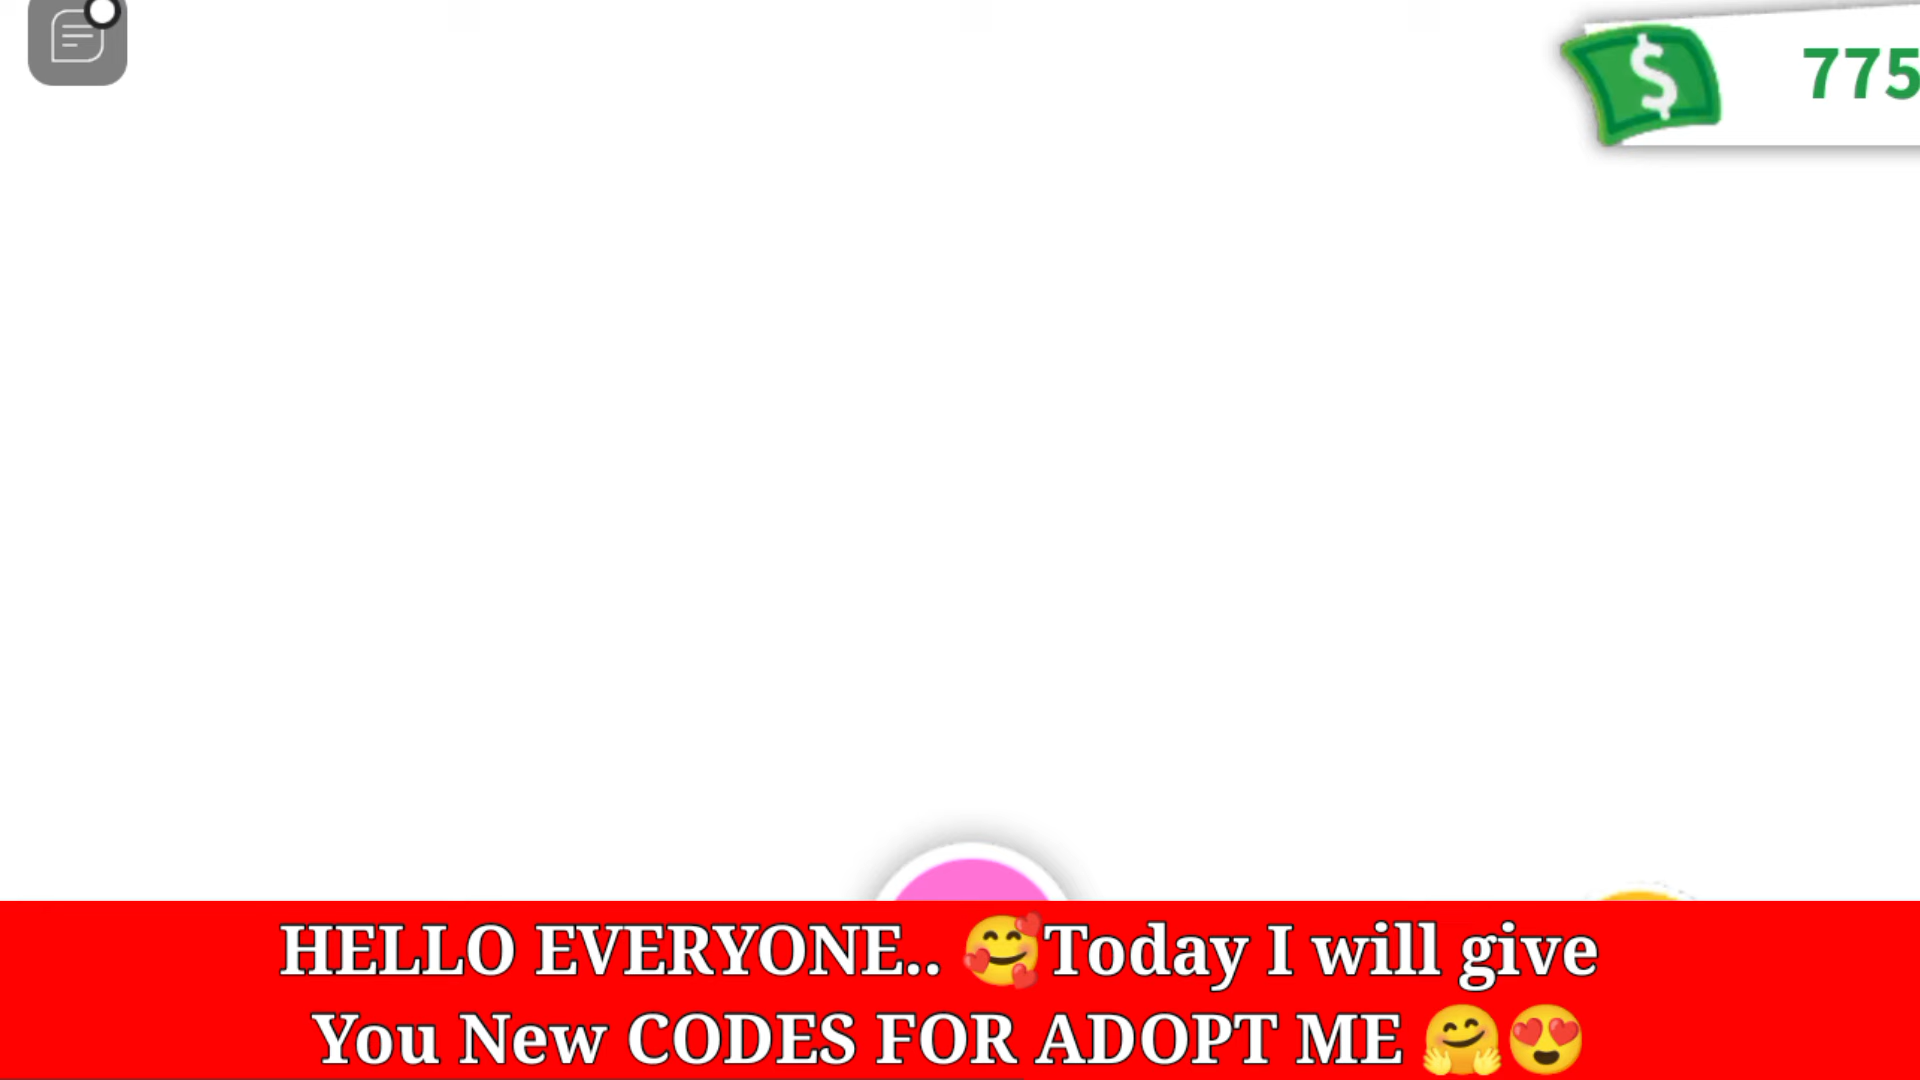 $ 775
HELLO EVERYONE.. 🥰Today I will give
You New CODES FOR ADOPT ME 🤗😍